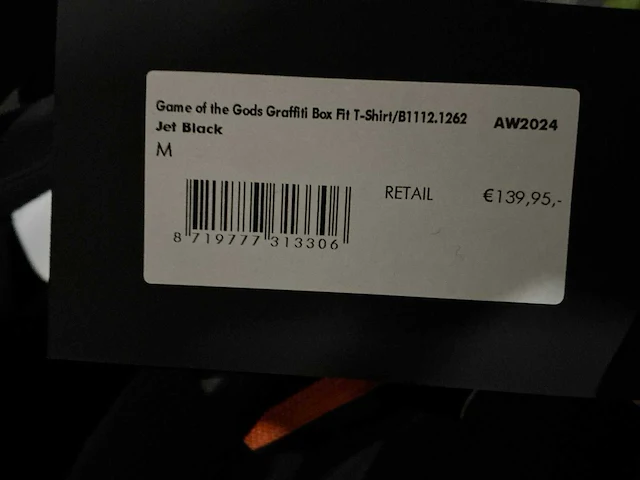 Game of the Gods Graffiti Box Fit T-Shirt/B1112.1262 AW2024
Jet Black
M
RETAIL €139,95,-
8 719777 313306